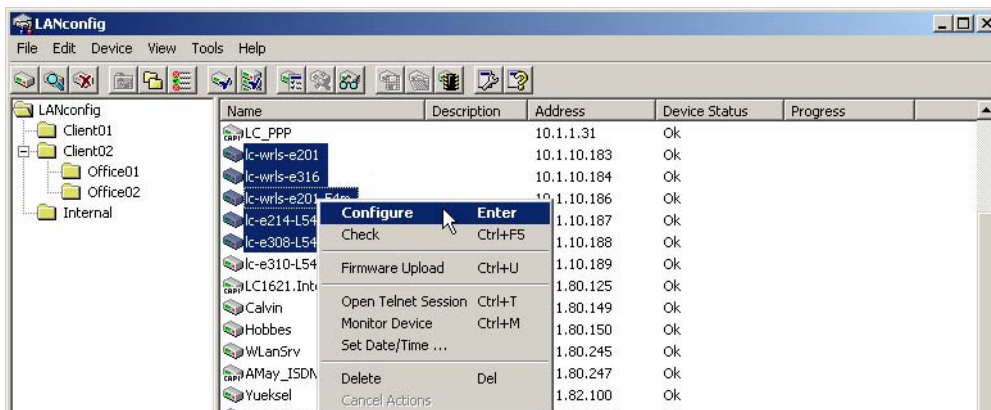 LANconfig
File Edit Device View Tools Help
LANconfig
Client01
Client02
Office01
Office02
Internal
Name Description Address Device Status Progress
LC_PPP 10.1.1.31 Ok
lc-wrls-e201 10.1.10.183 Ok
lc-wrls-e316 10.1.10.184 Ok
lc-wrls-e201 10.1.10.186 Ok
lc-e214-L54 1.10.187 Ok
lc-e308-L54 1.10.188 Ok
lc-e310-L54 1.10.189 Ok
LC1621.Int 1.80.125 Ok
Calvin 1.80.149 Ok
Hobbes 1.80.150 Ok
WLanSrv 1.80.245 Ok
AMay_ISDN 1.80.247 Ok
Yueksel 1.82.100 Ok
Configure Enter
Check Ctrl+F5
Firmware Upload Ctrl+U
Open Telnet Session Ctrl+T
Monitor Device Ctrl+M
Set Date/Time ...
Delete Del
Cancel Actions